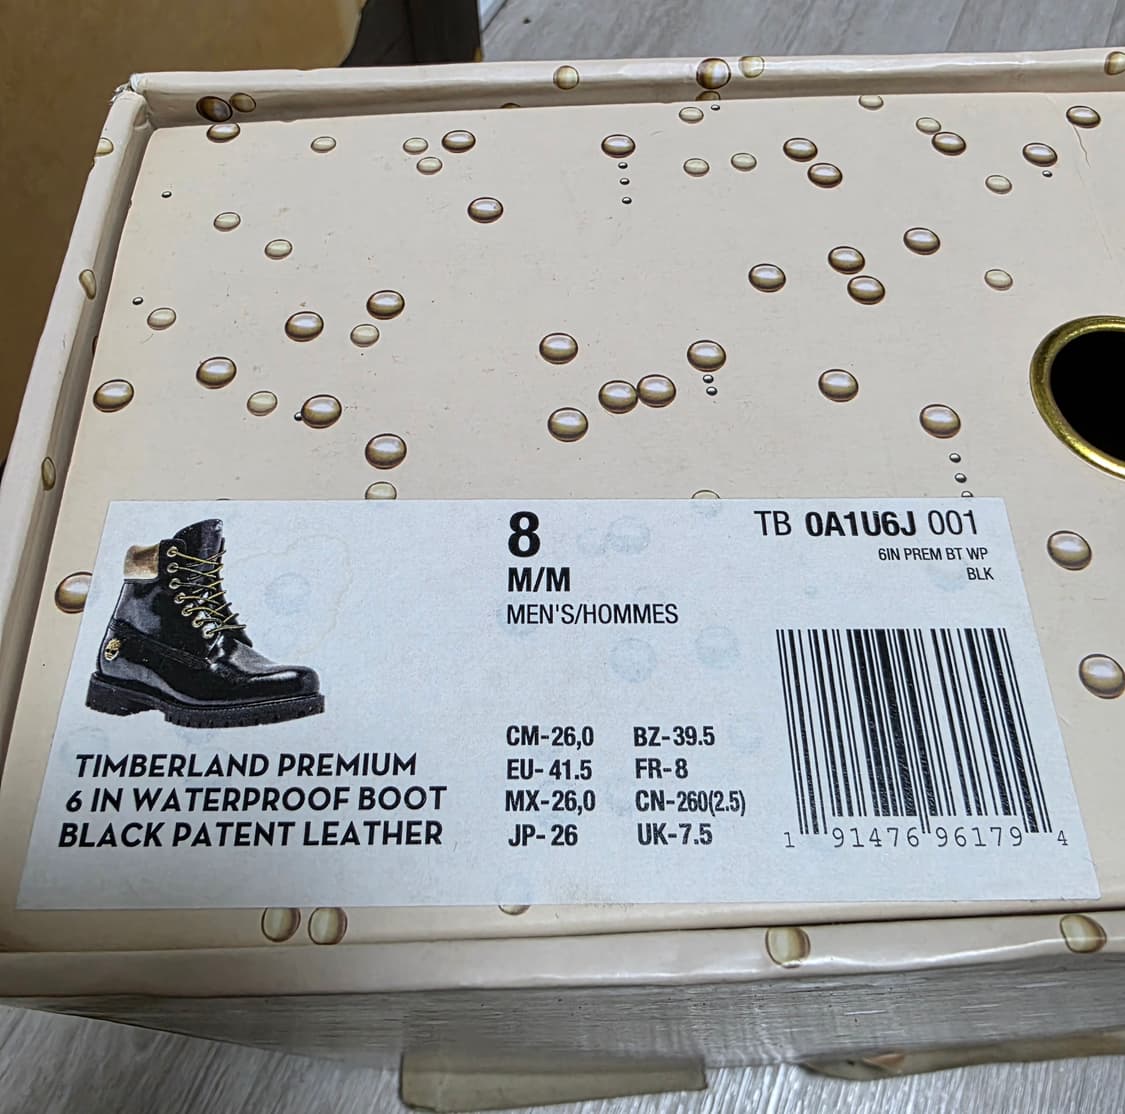 8
M/M
MEN'S/HOMMES
TB 0A1U6J 001
6IN PREM BT WP
BLK
TIMBERLAND PREMIUM
6 IN WATERPROOF BOOT
BLACK PATENT LEATHER
CM-26,0 BZ-39.5
EU-41.5 FR-8
MX-26,0 CN-260(2.5)
JP-26 UK-7.5
1 91476 96179 4